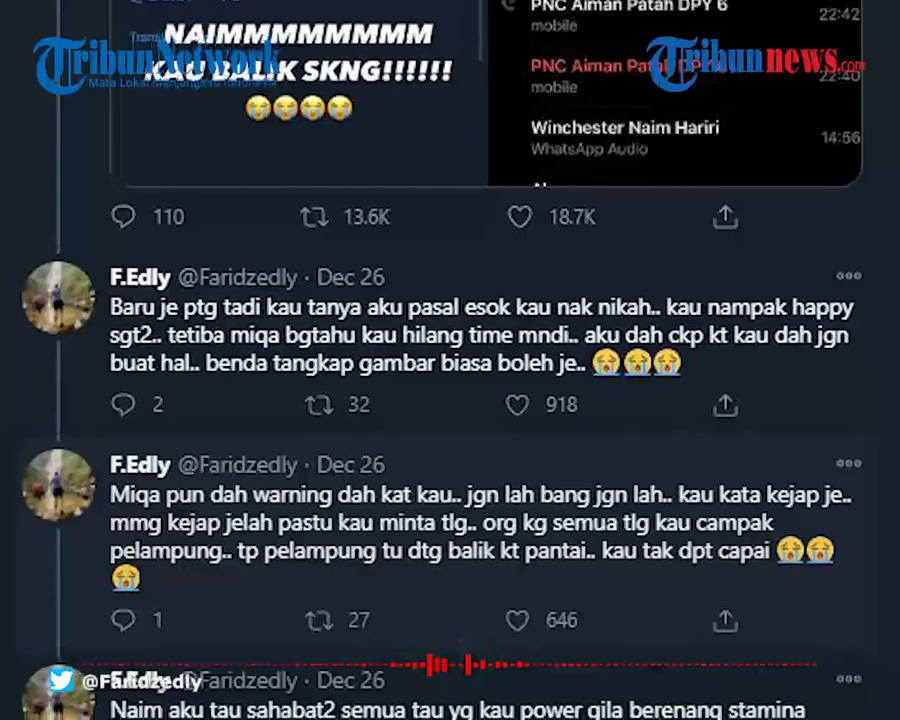 PNC Aiman Patah DPY 6
mobile
22:42
NAIMMMMMMMMM
KAU BALIK SKNG!!!!!!
😭😭😭😭
Tribun Network
Mata Lokal Menjangkau Indonesia
Tribunnews.com
PNC Aiman Patah DPY 6
mobile
22:40
Winchester Naim Hariri
WhatsApp Audio
14:56
110 13.6K 18.7K
F.Edly @Faridzedly · Dec 26
Baru je ptg tadi kau tanya aku pasal esok kau nak nikah.. kau nampak happy
sgt2.. tetiba miqa bgtahu kau hilang time mndi.. aku dah ckp kt kau dah jgn
buat hal.. benda tangkap gambar biasa boleh je.. 😭😭😭
2 32 918
F.Edly @Faridzedly · Dec 26
Miqa pun dah warning dah kat kau.. jgn lah bang jgn lah.. kau kata kejap je..
mmg kejap jelah pastu kau minta tlg.. org kg semua tlg kau campak
pelampung.. tp pelampung tu dtg balik kt pantai.. kau tak dpt capai 😭😭
😭
1 27 646
F.Edly @Faridzedly · Dec 26
@Faridzedly
Naim aku tau sahabat2 semua tau yg kau power gila berenang stamina